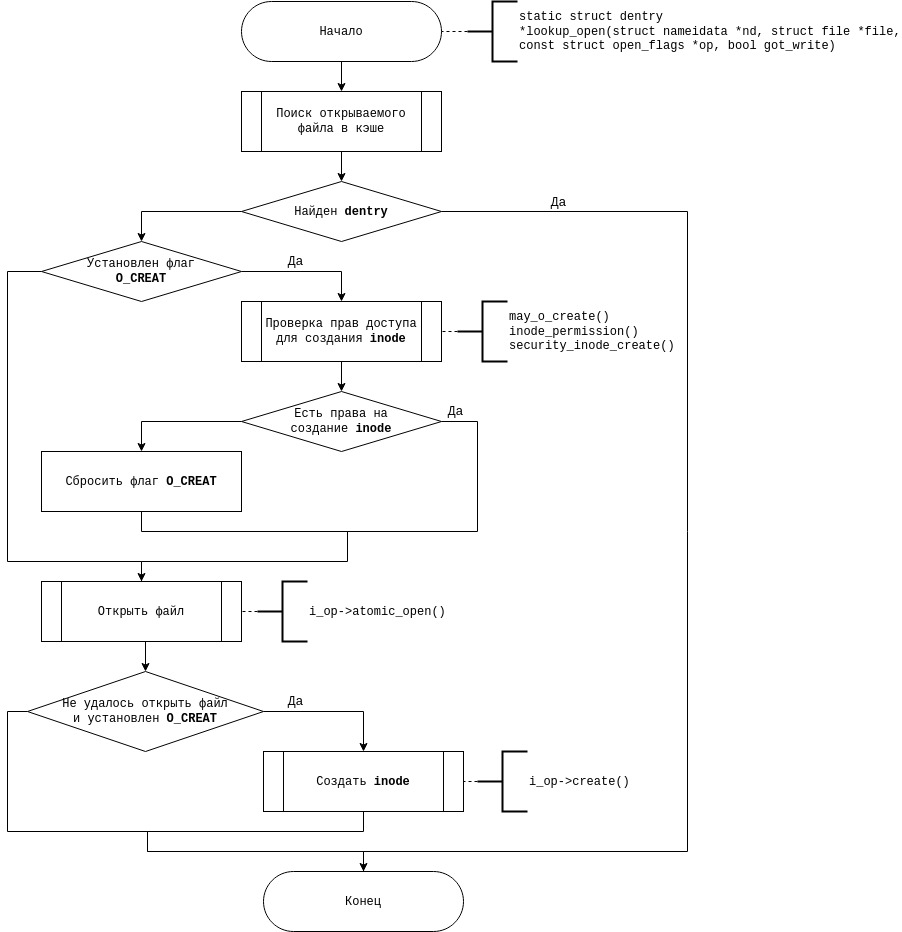 Начало
static struct dentry
*lookup_open(struct nameidata *nd, struct file *file,
const struct open_flags *op, bool got_write)
Поиск открываемого
файла в кэше
Найден dentry
Да
Установлен флаг
O_CREAT
Да
Проверка прав доступа
для создания inode
may_o_create()
inode_permission()
security_inode_create()
Есть права на
создание inode
Да
Сбросить флаг O_CREAT
Открыть файл
i_op->atomic_open()
Не удалось открыть файл
и установлен O_CREAT
Да
Создать inode
i_op->create()
Конец